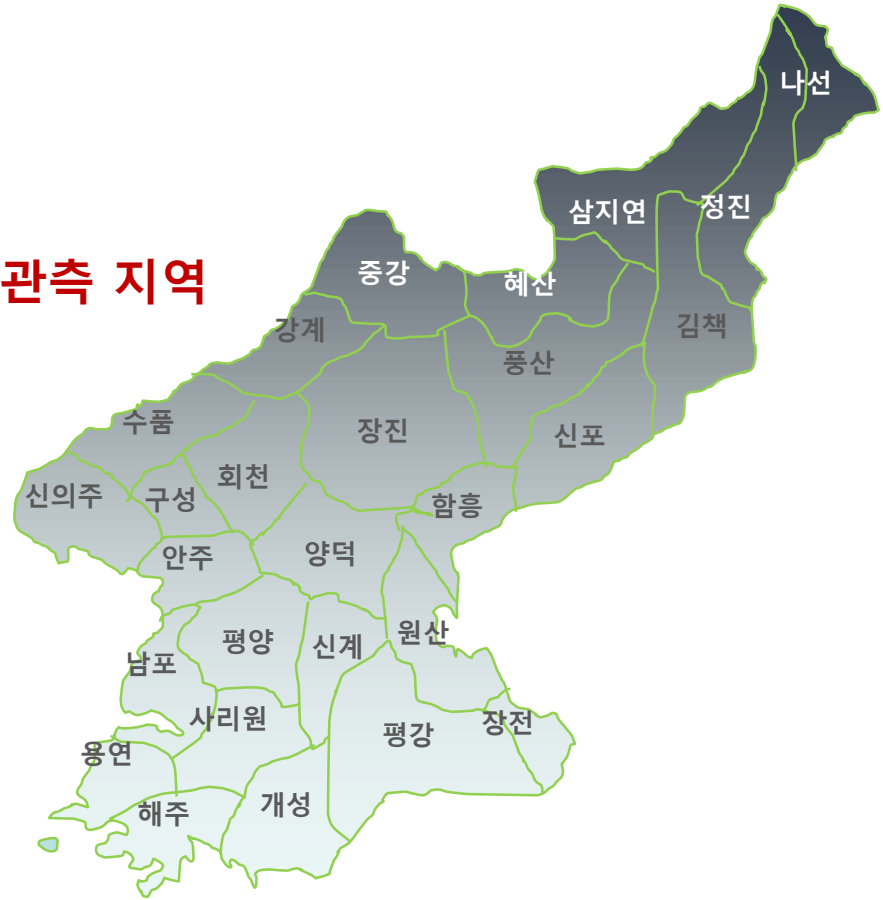 나선
삼지연
정진
관측 지역
중강
혜산
강계
김책
풍산
수품
장진
신포
회천
신의주
구성
함흥
안주
양덕
평양
신계
원산
남포
사리원
평강
장전
용연
해주
개성